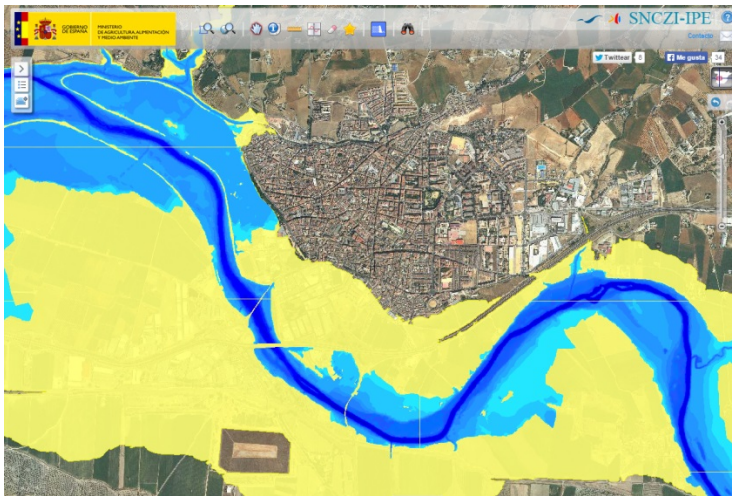 GOBIERNO
DE ESPAÑA
MINISTERIO
DE AGRICULTURA, ALIMENTACIÓN
Y MEDIO AMBIENTE
SNCZI-IPE
Contacto
Twittear
6
Me gusta
34